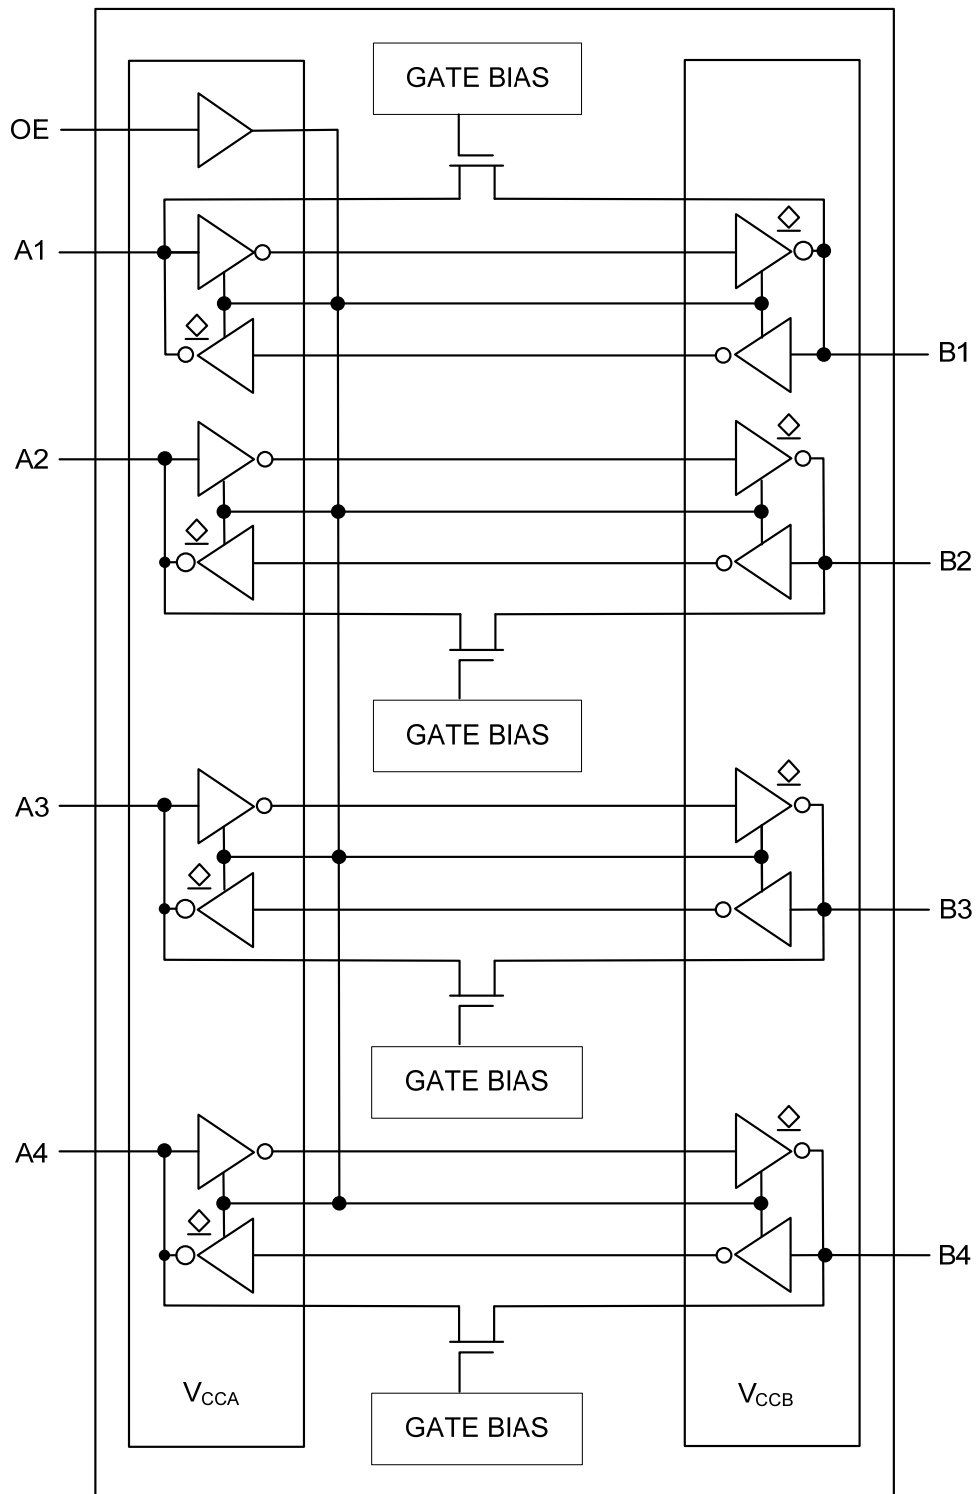 GATE BIAS
OE
A1
B1
A2
B2
GATE BIAS
A3
B3
GATE BIAS
A4
B4
VCCA
VCCB
GATE BIAS